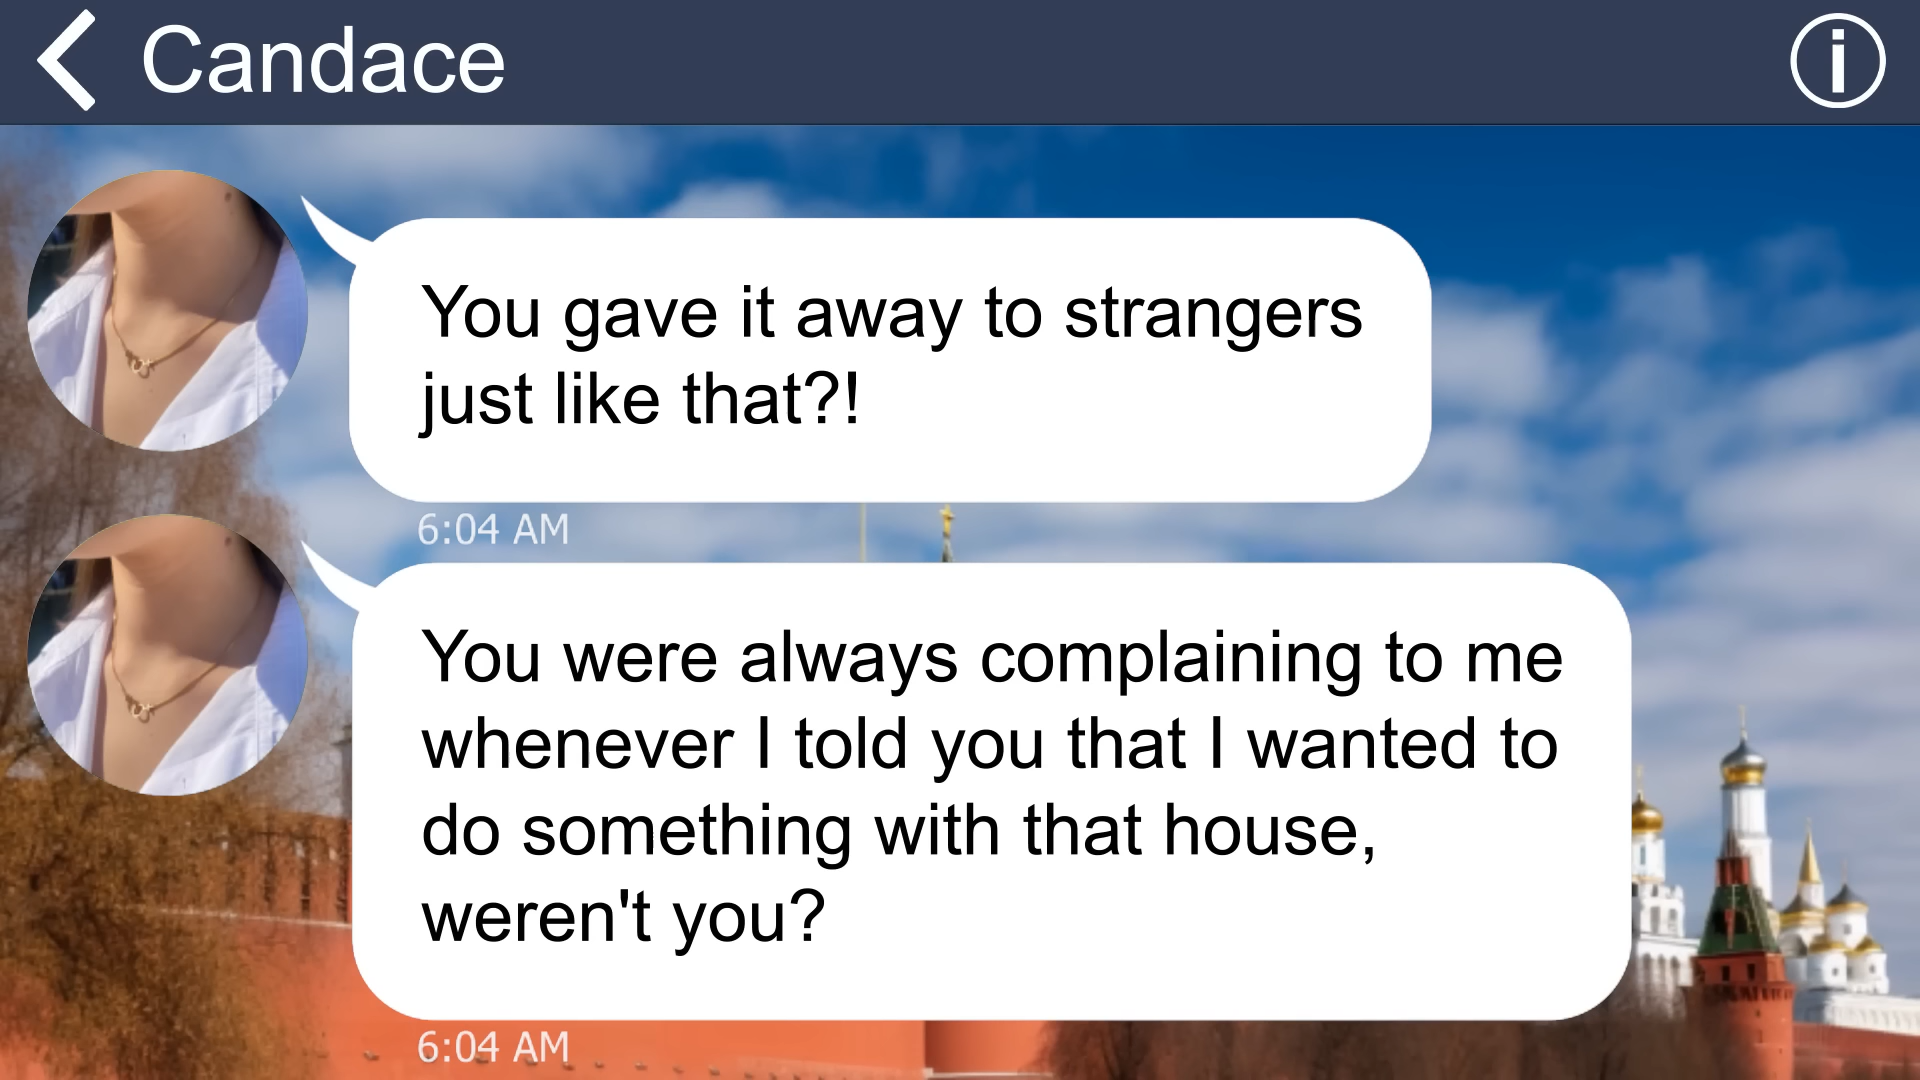 Candace
You gave it away to strangers
just like that?!
6:04 AM
You were always complaining to me
whenever I told you that I wanted to
do something with that house,
weren't you?
6:04 AM